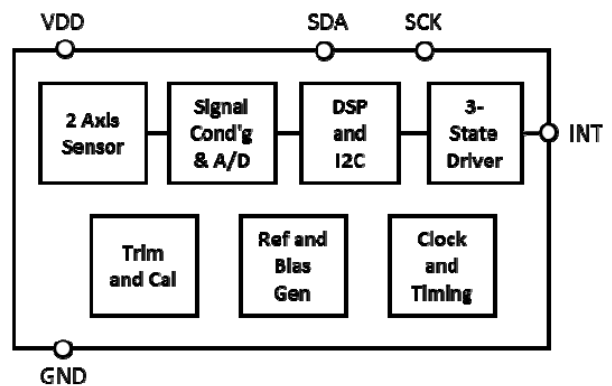 VDD
SDA
SCK
2 Axis
Sensor
Signal
Cond'g
& A/D
DSP
and
I2C
3-
State
Driver
INT
Trim
and Cal
Ref and
Bias
Gen
Clock
and
Timing
GND